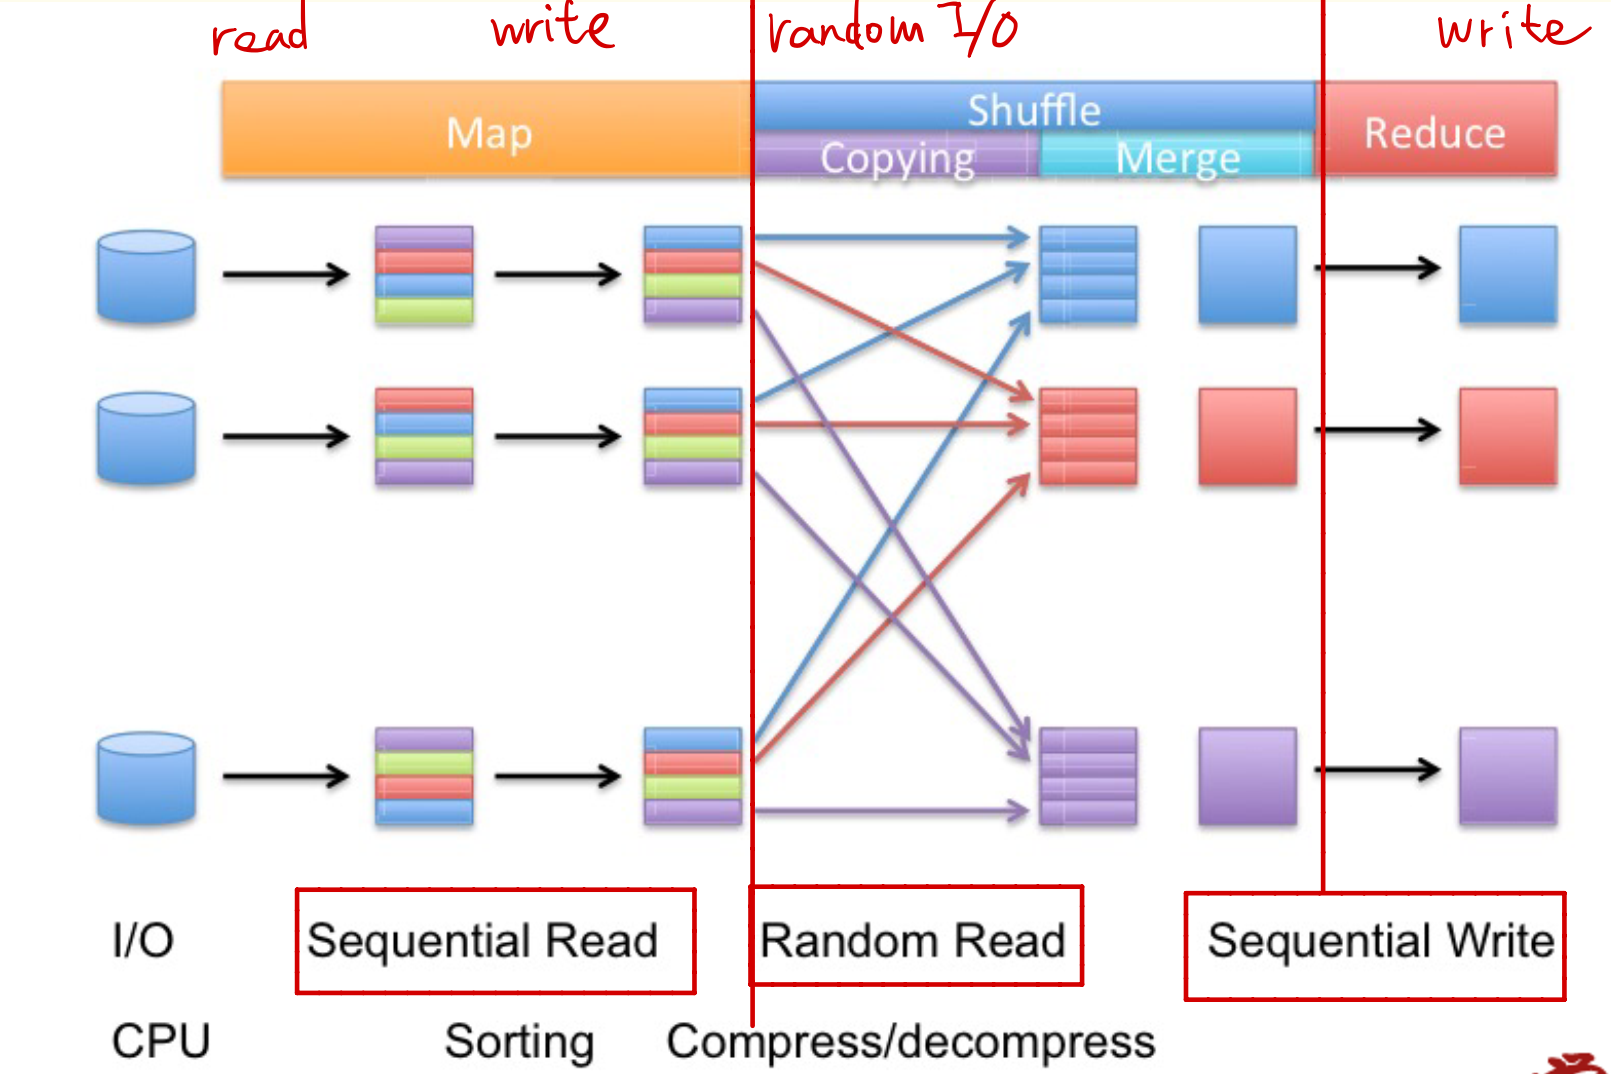 read write random I/O write
Map
Shuffle
Copying Merge
Reduce
I/O Sequential Read Random Read Sequential Write
CPU Sorting Compress/decompress